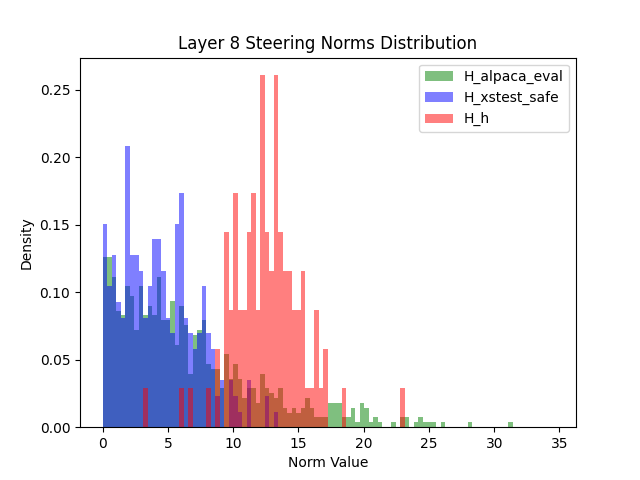 Layer 8 Steering Norms Distribution
H_alpaca_eval
H_xstest_safe
H_h
Density
0.25
0.20
0.15
0.10
0.05
0.00
0 5 10 15 20 25 30 35
Norm Value